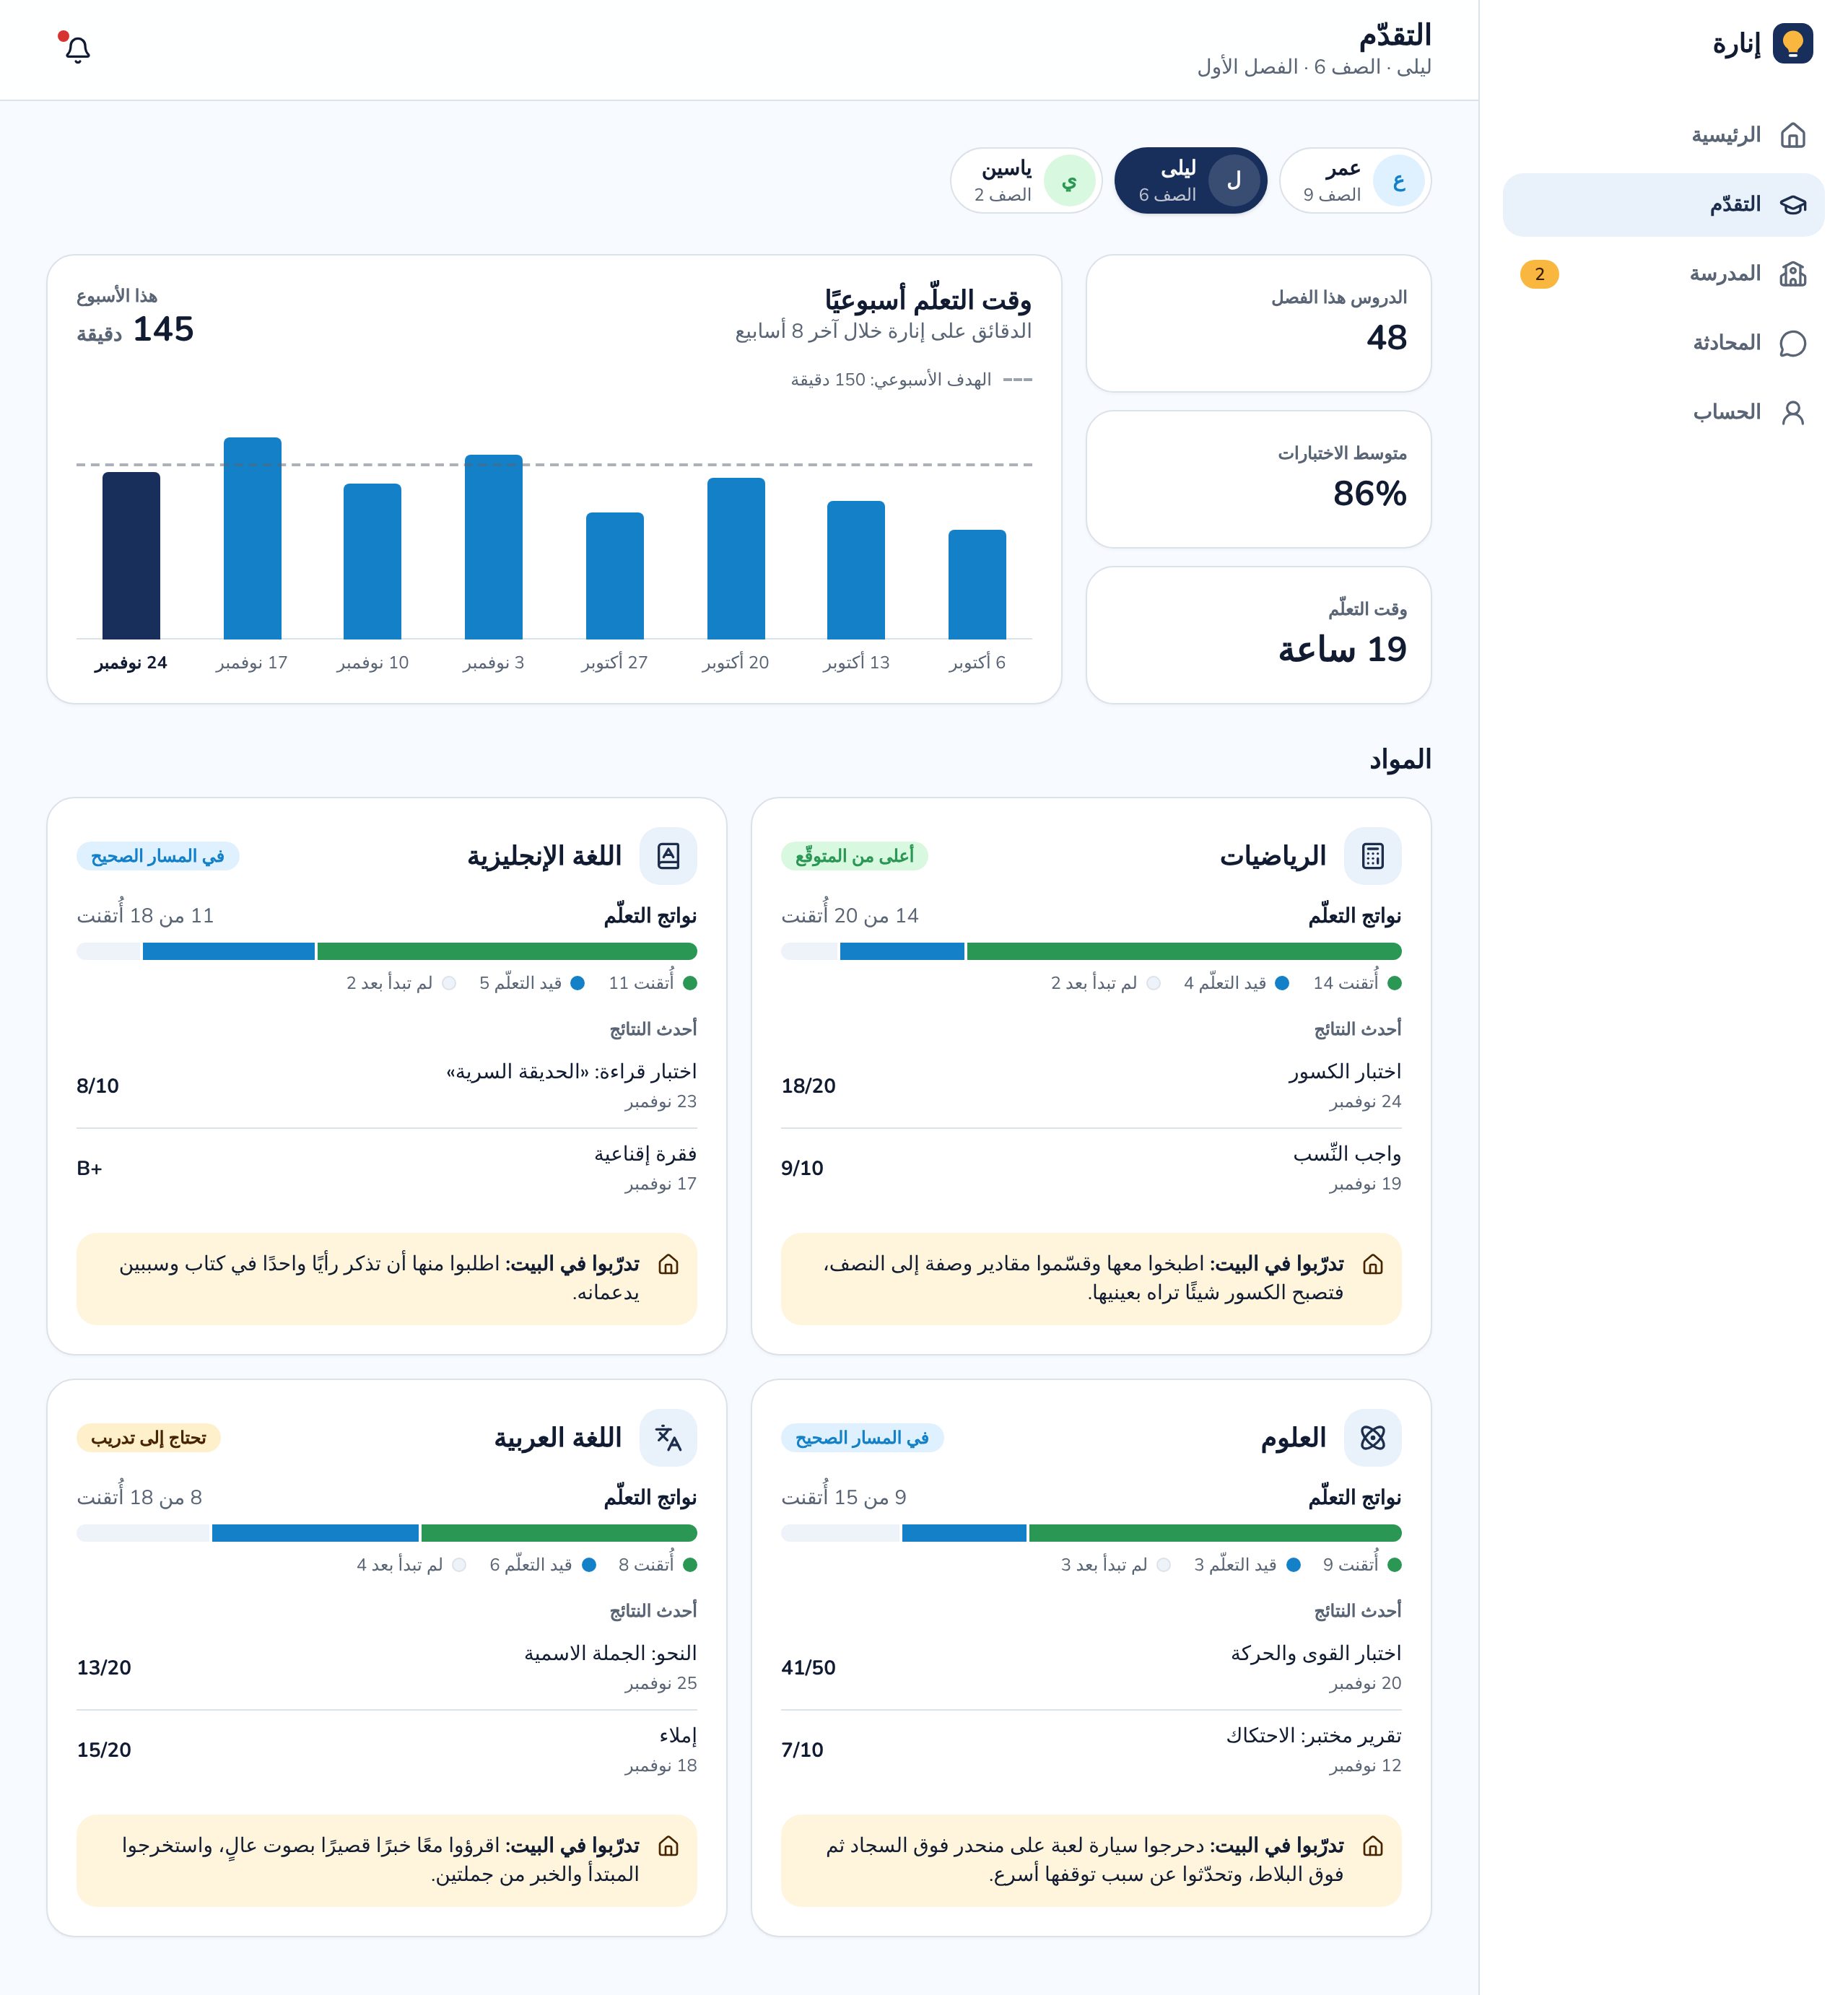 إنارة
الرئيسية
التقدّم
المدرسة 2
المحادثة
الحساب
التقدّم
ليلى · الصف 6 · الفصل الأول
ع
عمر
الصف 9
ل
ليلى
الصف 6
ي
ياسين
الصف 2
الدروس هذا الفصل
48
متوسط الاختبارات
86%
وقت التعلّم
19 ساعة
وقت التعلّم أسبوعيًا
الدقائق على إنارة خلال آخر 8 أسابيع
هذا الأسبوع
145 دقيقة
الهدف الأسبوعي: 150 دقيقة
6 أكتوبر
13 أكتوبر
20 أكتوبر
27 أكتوبر
3 نوفمبر
10 نوفمبر
17 نوفمبر
24 نوفمبر
المواد
الرياضيات
أعلى من المتوقّع
نواتج التعلّم
14 من 20 أُتقنت
أُتقنت 14
قيد التعلّم 4
لم تبدأ بعد 2
أحدث النتائج
اختبار الكسور
24 نوفمبر
18/20
واجب النِّسب
19 نوفمبر
9/10
تدرّبوا في البيت: اطبخوا معها وقسّموا مقادير وصفة إلى النصف،
فتصبح الكسور شيئًا تراه بعينيها.
اللغة الإنجليزية
في المسار الصحيح
نواتج التعلّم
11 من 18 أُتقنت
أُتقنت 11
قيد التعلّم 5
لم تبدأ بعد 2
أحدث النتائج
اختبار قراءة: «الحديقة السرية»
23 نوفمبر
8/10
فقرة إقناعية
17 نوفمبر
B+
تدرّبوا في البيت: اطلبوا منها أن تذكر رأيًا واحدًا في كتاب وسببين
يدعمانه.
العلوم
في المسار الصحيح
نواتج التعلّم
9 من 15 أُتقنت
أُتقنت 9
قيد التعلّم 3
لم تبدأ بعد 3
أحدث النتائج
اختبار القوى والحركة
20 نوفمبر
41/50
تقرير مختبر: الاحتكاك
12 نوفمبر
7/10
تدرّبوا في البيت: دحرجوا سيارة لعبة على منحدر فوق السجاد ثم
فوق البلاط، وتحدّثوا عن سبب توقفها أسرع.
اللغة العربية
تحتاج إلى تدريب
نواتج التعلّم
8 من 18 أُتقنت
أُتقنت 8
قيد التعلّم 6
لم تبدأ بعد 4
أحدث النتائج
النحو: الجملة الاسمية
25 نوفمبر
13/20
إملاء
18 نوفمبر
15/20
تدرّبوا في البيت: اقرؤوا معًا خبرًا قصيرًا بصوت عالٍ، واستخرجوا
المبتدأ والخبر من جملتين.